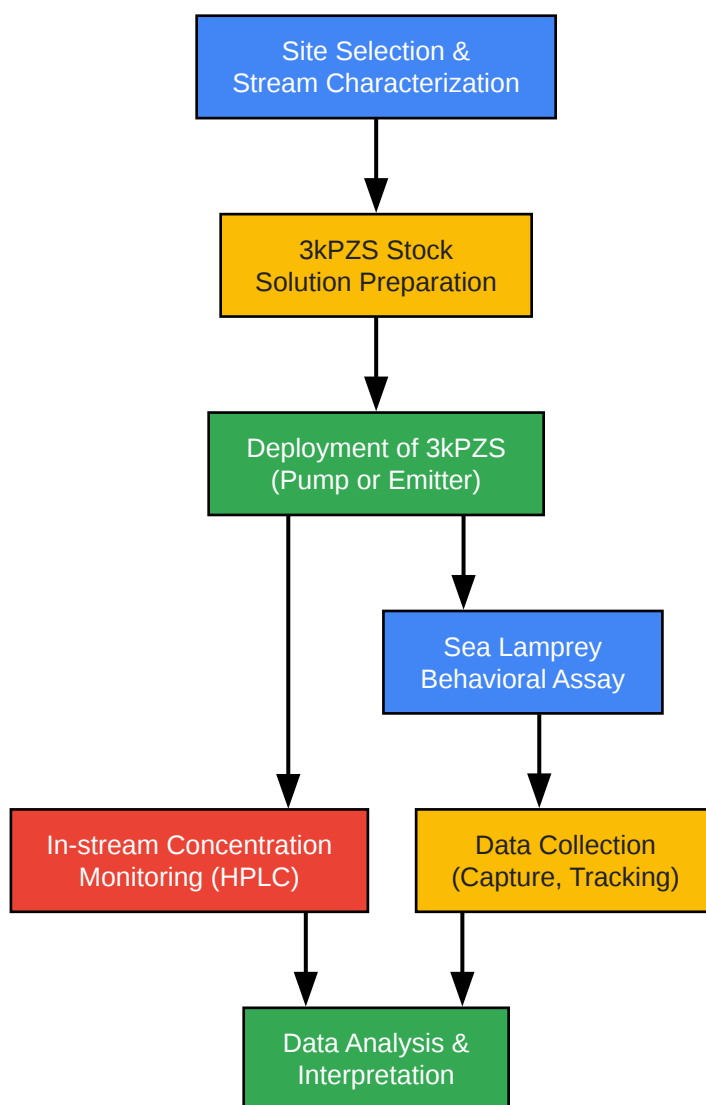 Site Selection &
Stream Characterization
3kPZS Stock
Solution Preparation
Deployment of 3kPZS
(Pump or Emitter)
Sea Lamprey
Behavioral Assay
In-stream Concentration
Monitoring (HPLC)
Data Collection
(Capture, Tracking)
Data Analysis &
Interpretation